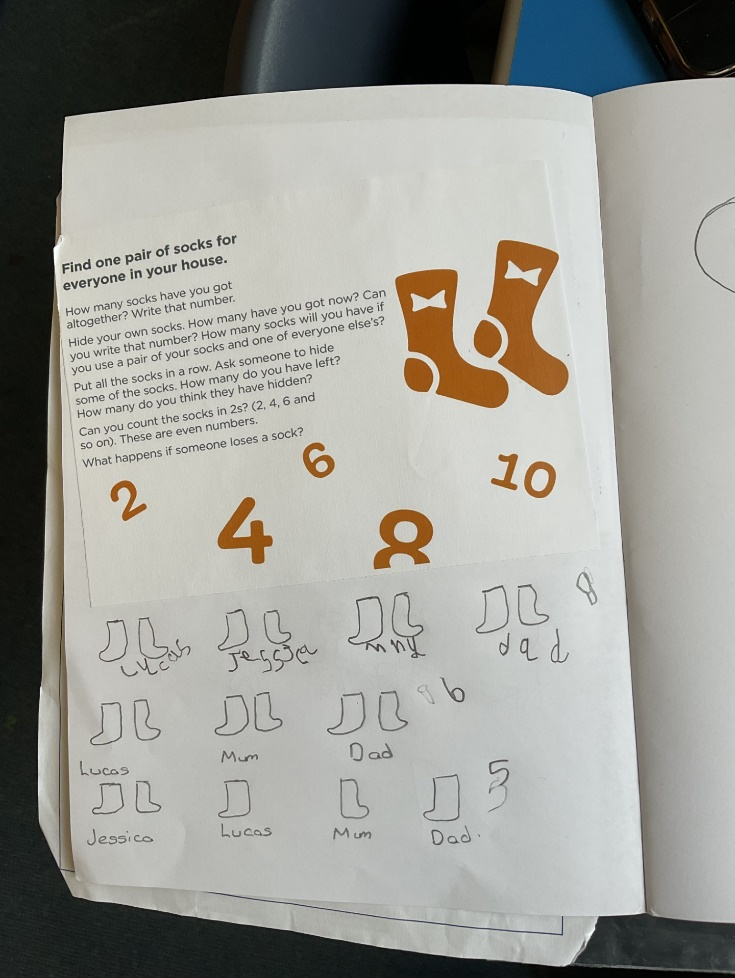 Find one pair of socks for
everyone in your house.
How many socks have you got
altogether? Write that number.
Hide your own socks. How many have you got now? Can
you write that number? How many socks will you have if
you use a pair of your socks and one of everyone else's?
Put all the socks in a row. Ask someone to hide
some of the socks. How many do you have left?
How many do you think they have hidden?
Can you count the socks in 2s? (2, 4, 6 and
so on). These are even numbers.
What happens if someone loses a sock?
2 4 6 8 10
8
Lucas Jessica dad
6
Lucas Mum Dad
5
Jessica Lucas Mum Dad.